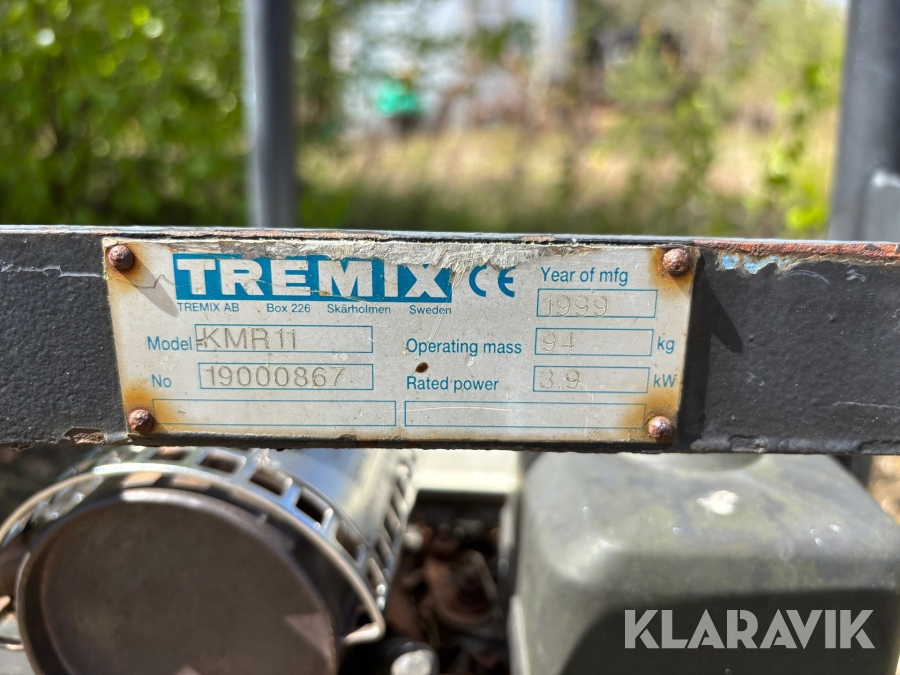 TREMIX CE Year of mfg
1999
TREMIX AB Box 226 Skärholmen Sweden
Model KMR11 Operating mass 94 kg
No 19000867 Rated power 3.9 kW
KLARAVIK